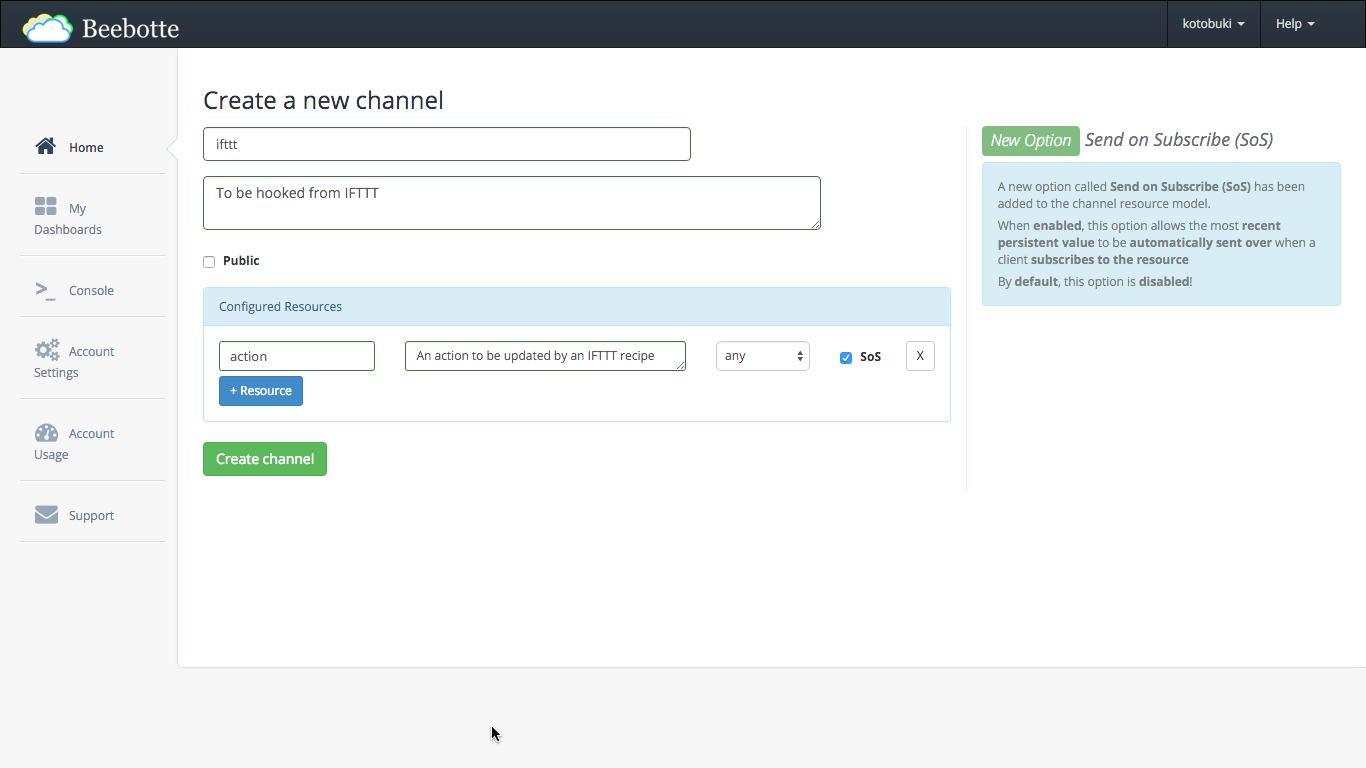 Beebotte
kotobuki
Help
Home
My
Dashboards
Console
Account
Settings
Account
Usage
Support
Create a new channel
ifttt
To be hooked from IFTTT
Public
Configured Resources
action
An action to be updated by an IFTTT recipe
any
SoS
X
+ Resource
Create channel
New Option Send on Subscribe (SoS)
A new option called Send on Subscribe (SoS) has been
added to the channel resource model.
When enabled, this option allows the most recent
persistent value to be automatically sent over when a
client subscribes to the resource
By default, this option is disabled!